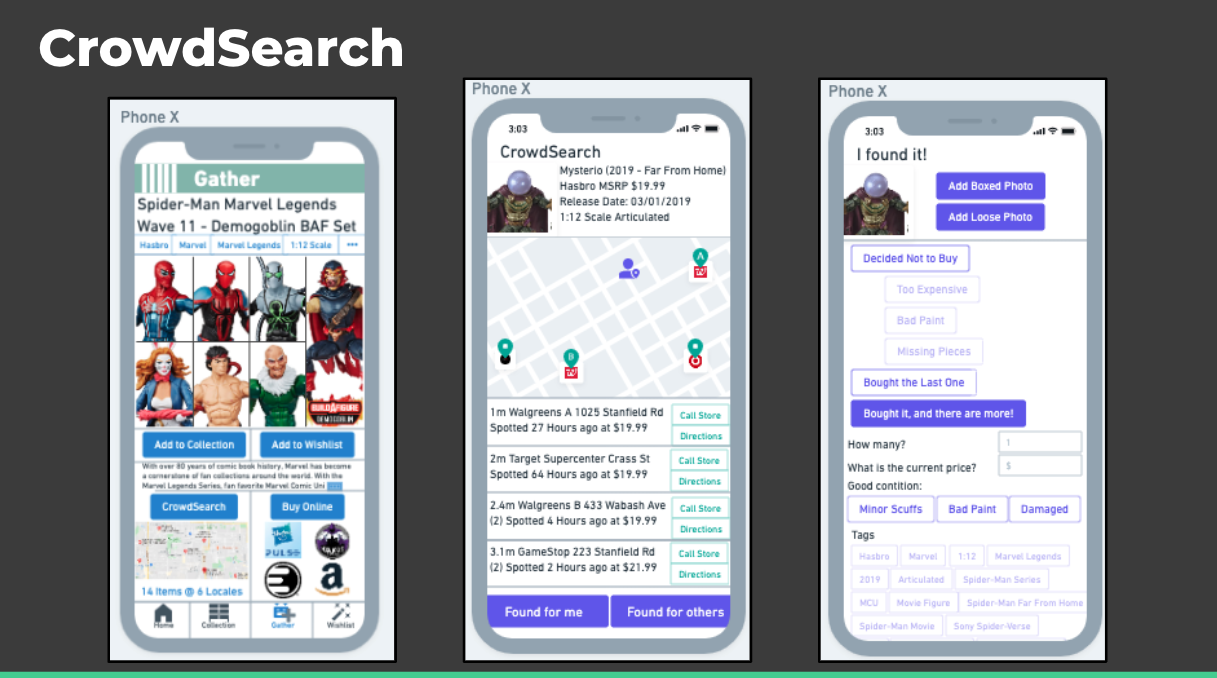 CrowdSearch
Phone X
Gather
Spider-Man Marvel Legends
Wave 11 - Demogoblin BAF Set
Hasbro Marvel Marvel Legends 1:12 Scale •••
BUILD A FIGURE
DEMOGOBLIN
Add to Collection Add to Wishlist
With over 80 years of comic book history, Marvel has become
a cornerstone of fan collections around the world. With the
Marvel Legends Series, fan favorite Marvel Comic Uni
CrowdSearch Buy Online
PULSE
a
14 Items @ 6 Locales
Home Collection Gather Wishlist
Phone X
3:03
CrowdSearch
Mysterio (2019 - Far From Home)
Hasbro MSRP $19.99
Release Date: 03/01/2019
1:12 Scale Articulated
A
B
1m Walgreens A 1025 Stanfield Rd
Spotted 27 Hours ago at $19.99
Call Store
Directions
2m Target Supercenter Crass St
Spotted 64 Hours ago at $19.99
Call Store
Directions
2.4m Walgreens B 433 Wabash Ave
(2) Spotted 4 Hours ago at $19.99
Call Store
Directions
3.1m GameStop 223 Stanfield Rd
(2) Spotted 2 Hours ago at $21.99
Call Store
Directions
Found for me Found for others
Phone X
3:03
I found it!
Add Boxed Photo
Add Loose Photo
Decided Not to Buy
Too Expensive
Bad Paint
Missing Pieces
Bought the Last One
Bought it, and there are more!
How many? 1
What is the current price? $
Good contition:
Minor Scuffs Bad Paint Damaged
Tags
Hasbro Marvel 1:12 Marvel Legends
2019 Articulated Spider-Man Series
MCU Movie Figure Spider-Man Far From Home
Spider-Man Movie Sony Spider-Verse